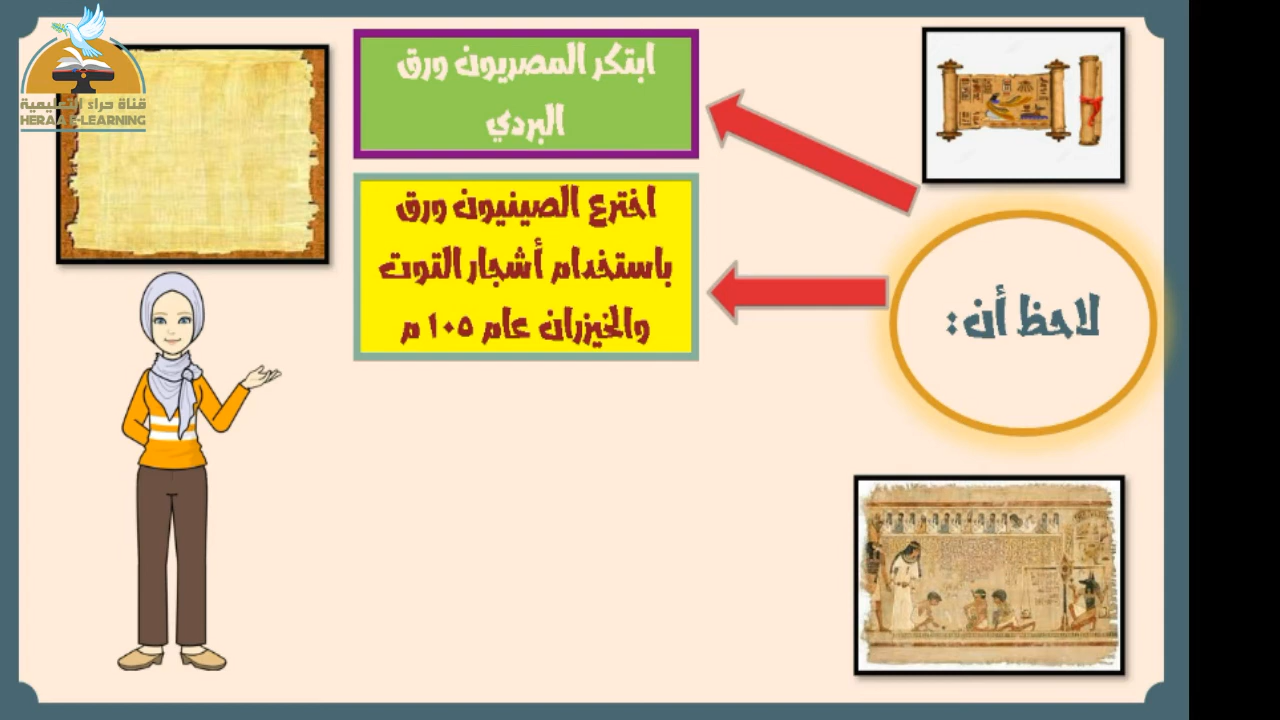 قناة حراء التعليمية
HERAA E-LEARNING
ابتكر المصريون ورق
البردي
اخترع الصينيون ورق
باستخدام أشجار التوت
والخيزران عام ١٠٥ م
لاحظ أن: